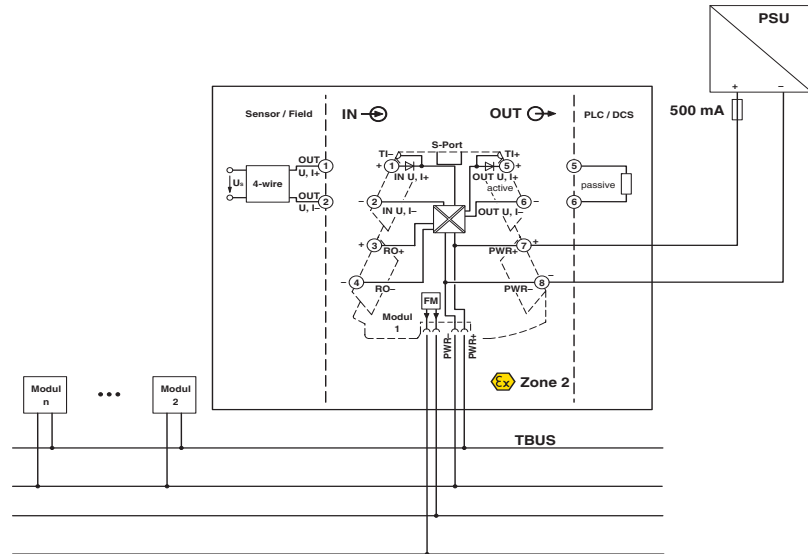 PSU
+ −
500 mA
Sensor / Field
IN
OUT
PLC / DCS
S-Port
TI−
TI+
+ 1
5 +
IN U, I+
OUT U, I+
active
OUT
U, I+
1
4-wire
Us
OUT
U, I−
2
5
passive
6
− 2
IN U, I−
OUT U, I−
6 −
+ 3
RO+
PWR+
7 +
− 4
RO−
PWR−
8 −
FM
Modul
1
PWR−
PWR+
Ex
Zone 2
Modul
n
•••
Modul
2
TBUS